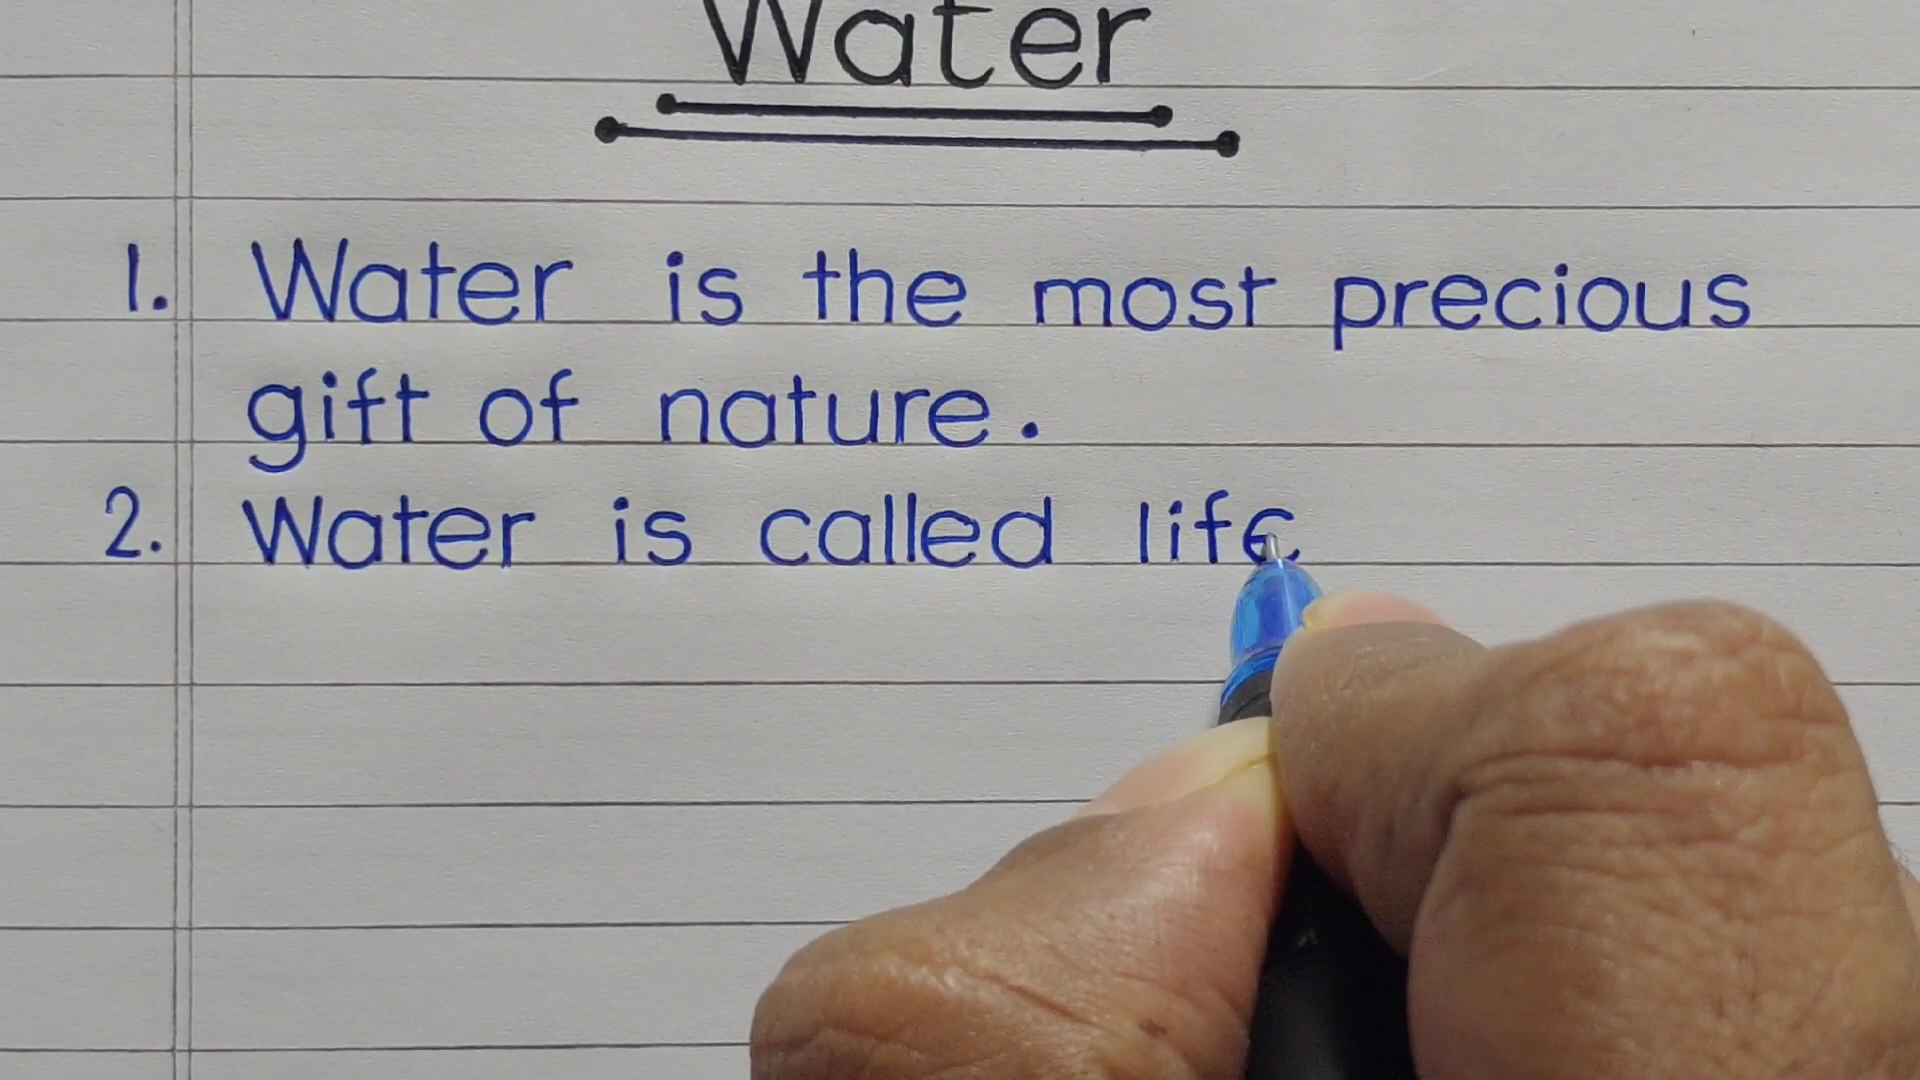 Water
1. Water is the most precious
gift of nature.
2. Water is called life